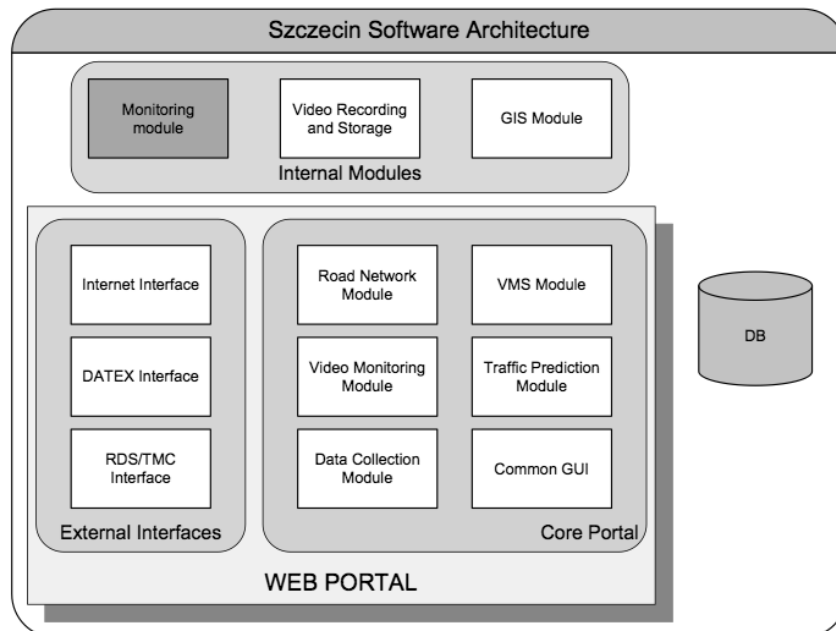 Szczecin Software Architecture
Monitoring
module
Video Recording
and Storage
GIS Module
Internal Modules
Internet Interface
DATEX Interface
RDS/TMC
Interface
External Interfaces
Road Network
Module
VMS Module
Video Monitoring
Module
Traffic Prediction
Module
Data Collection
Module
Common GUI
Core Portal
WEB PORTAL
DB